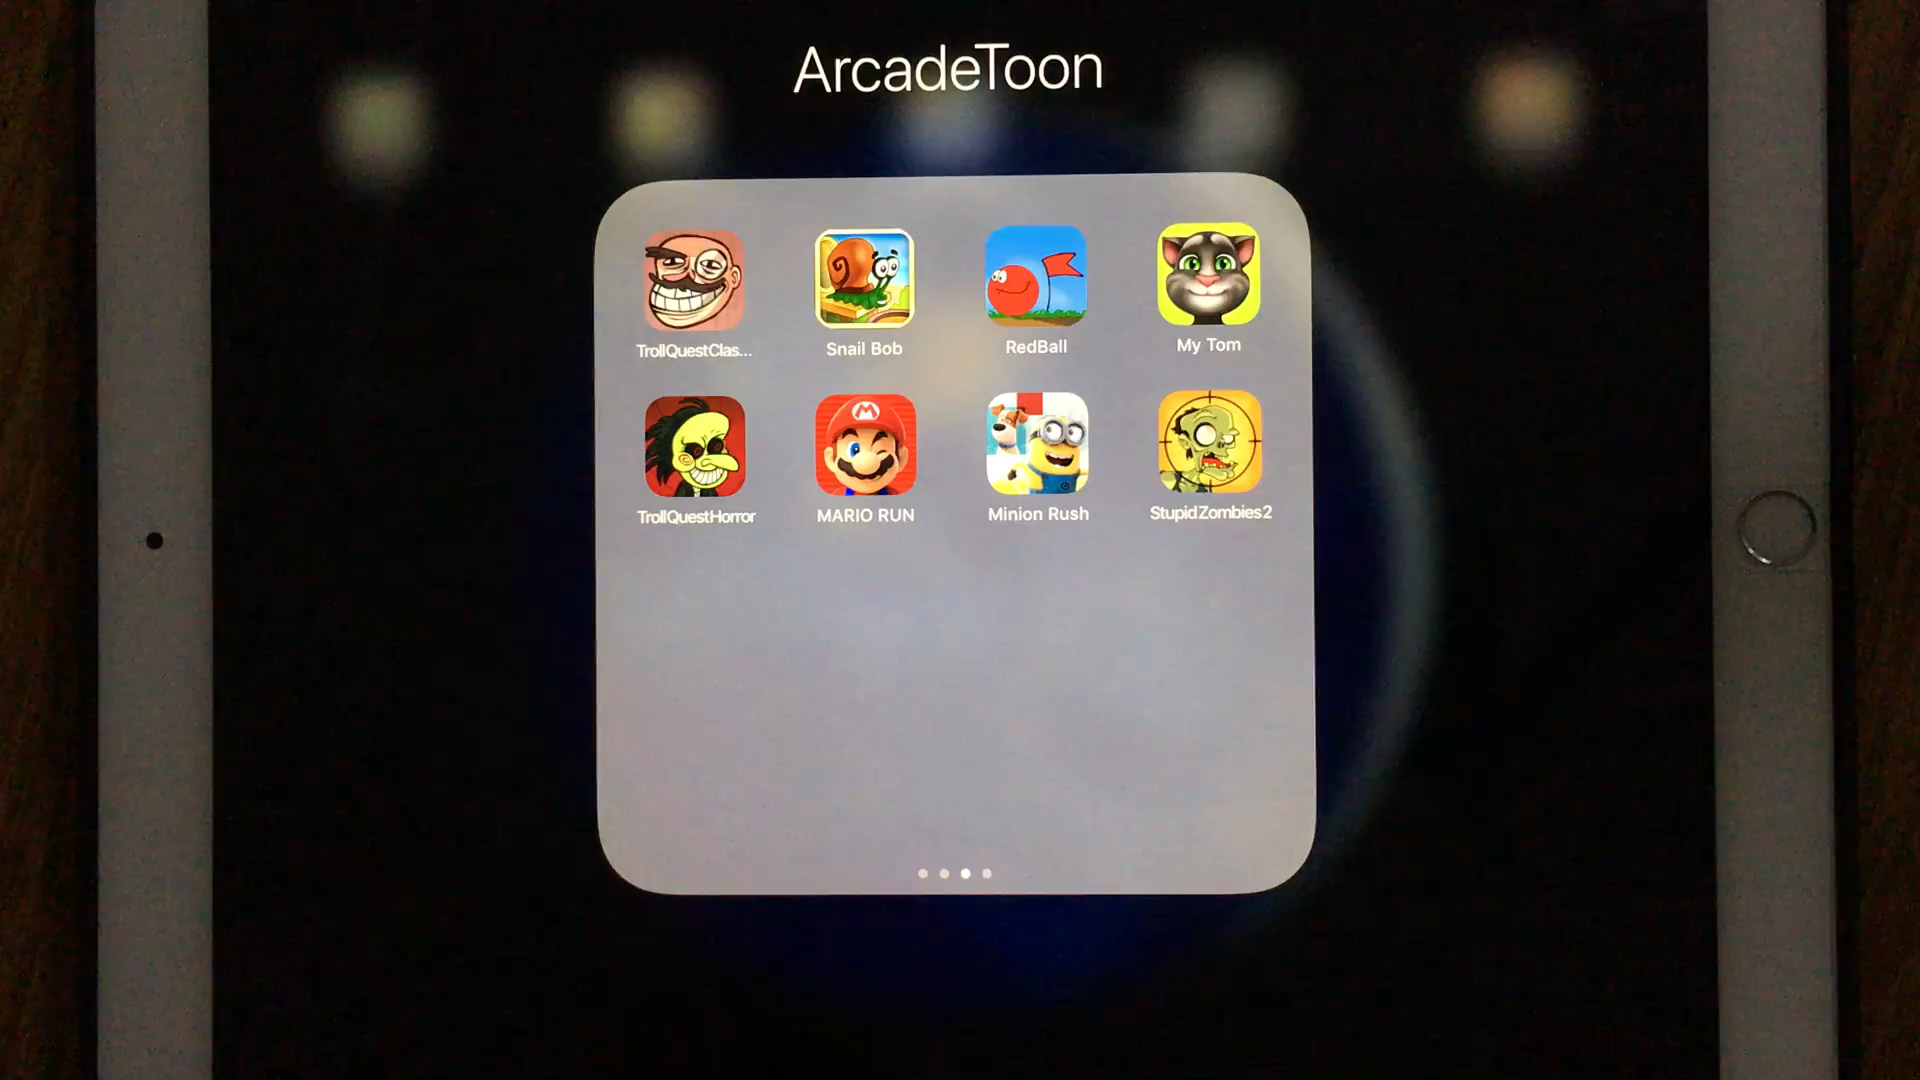 ArcadeToon
TrollQuestClas...
Snail Bob
RedBall
My Tom
M
TrollQuestHorror
MARIO RUN
Minion Rush
StupidZombies2